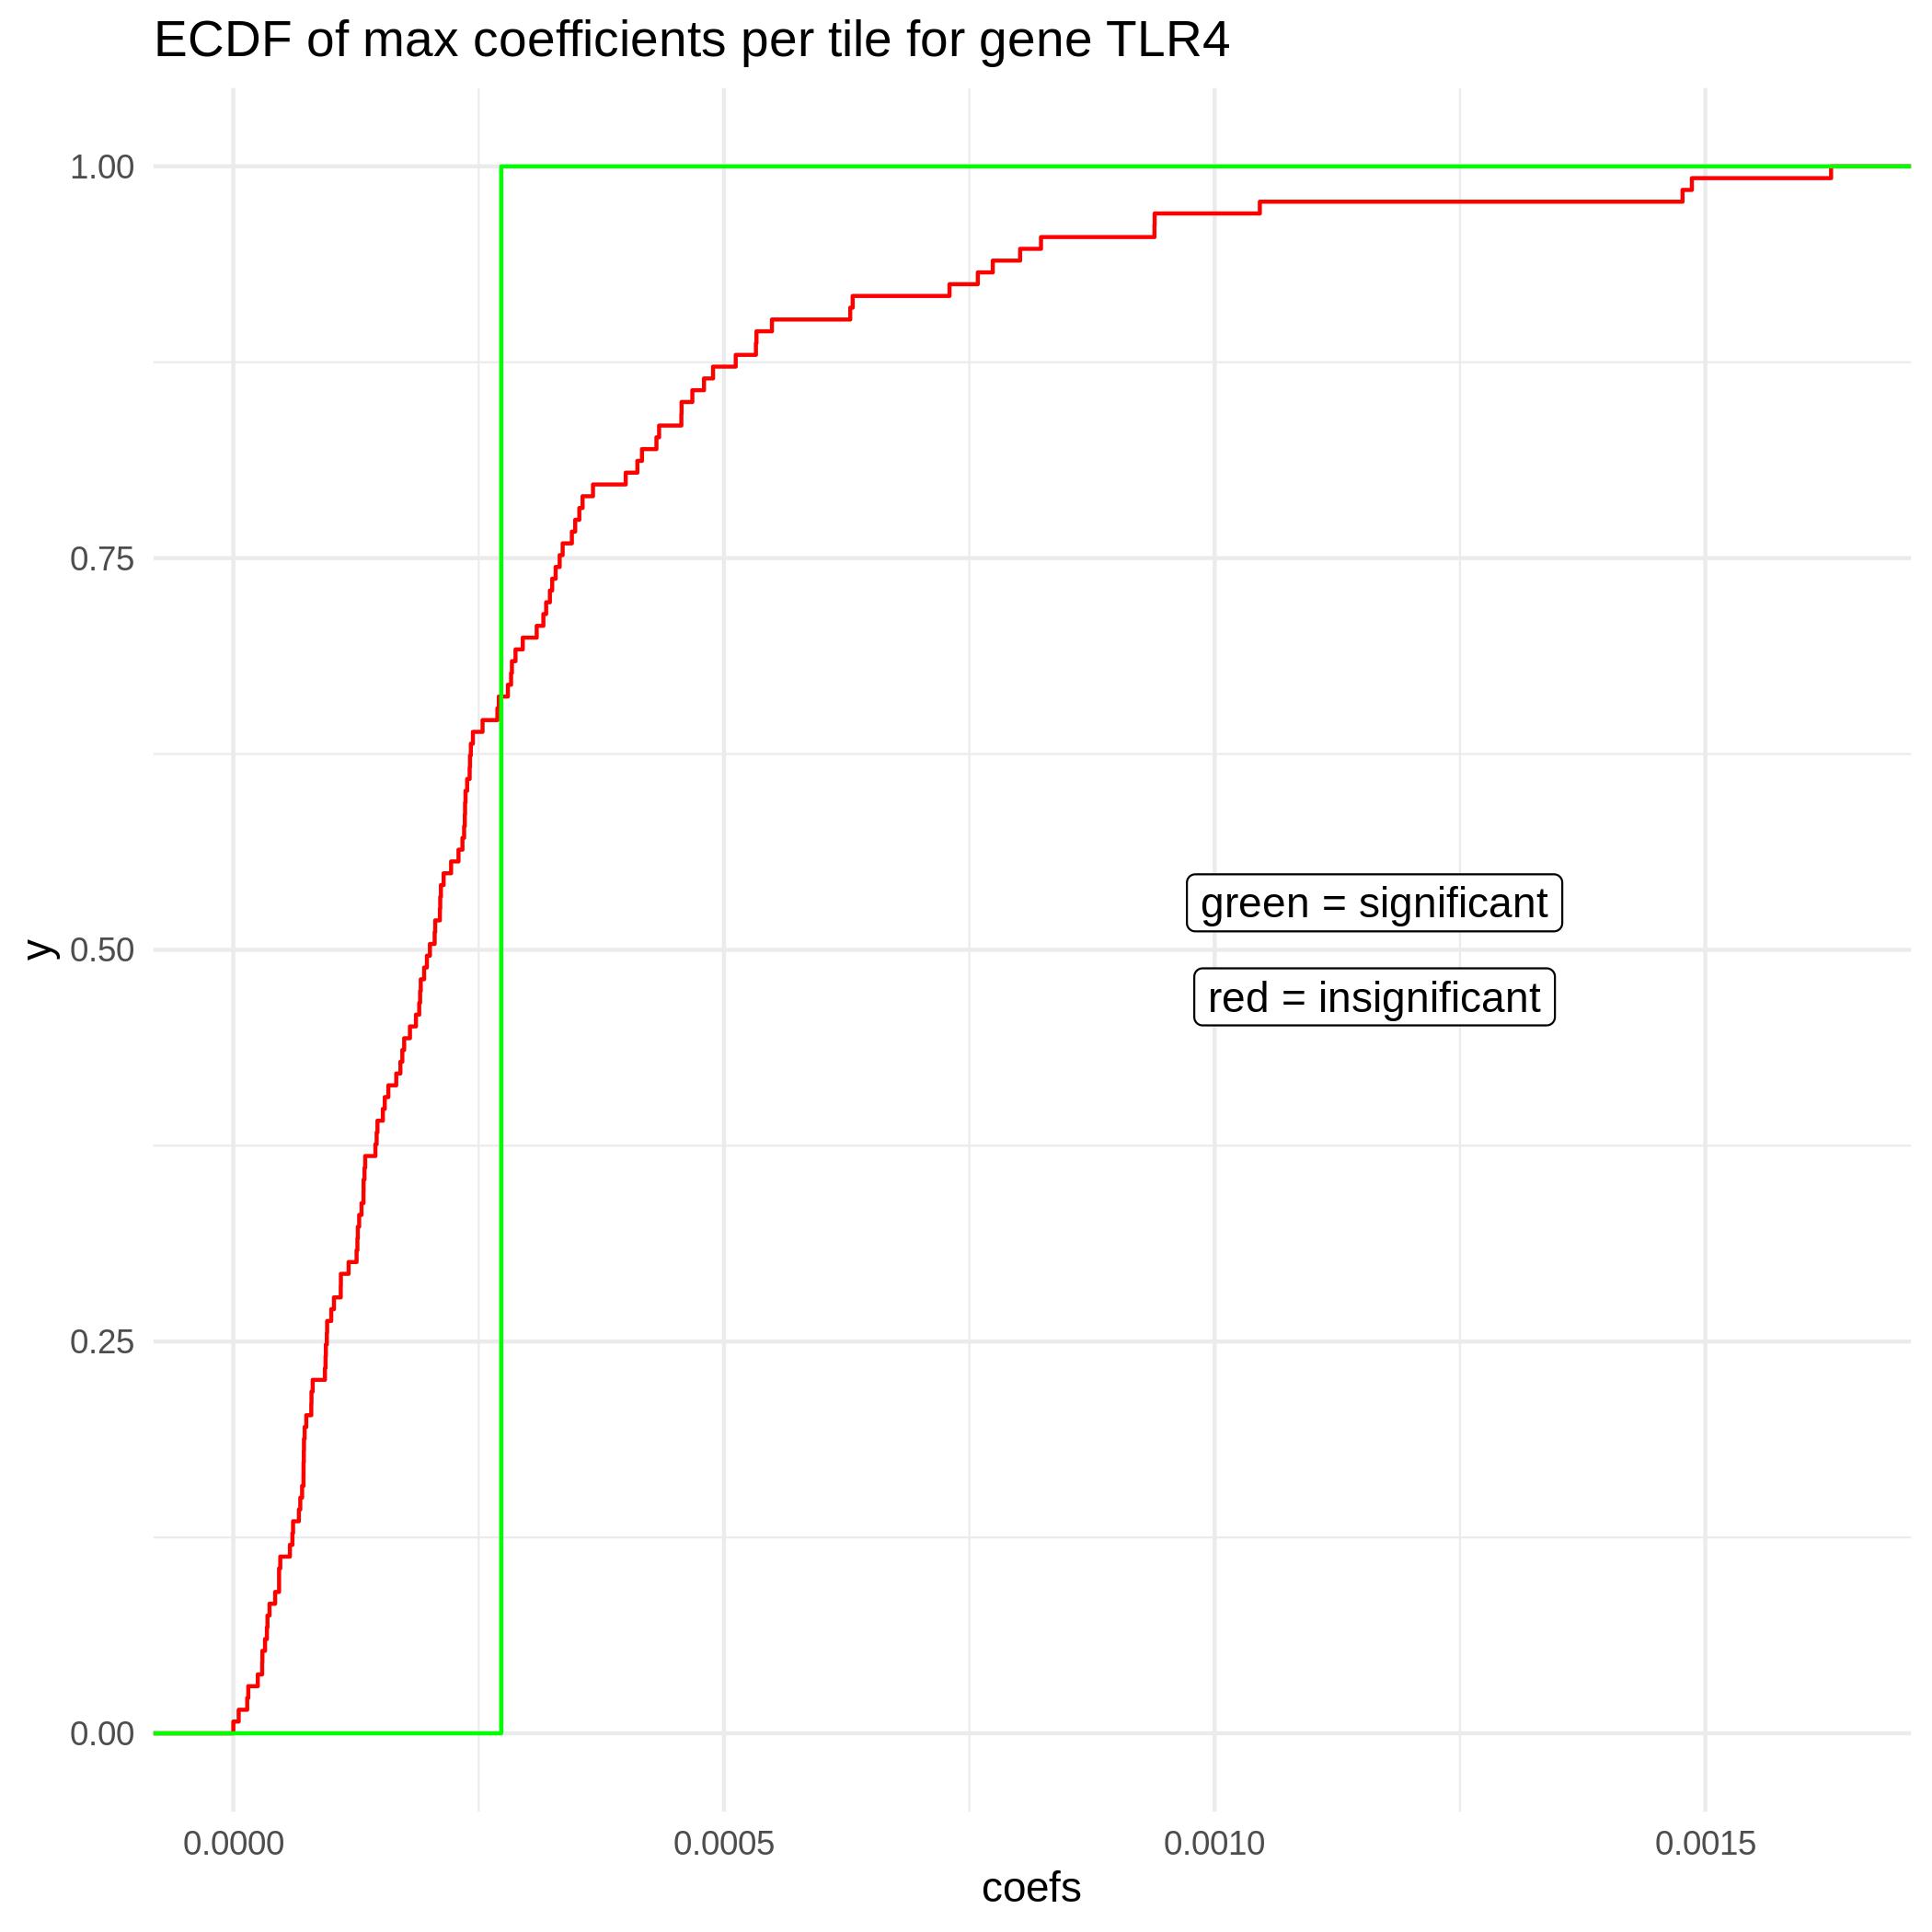 ECDF of max coefficients per tile for gene TLR4
1.00
0.75
0.50
0.25
0.00
y
green = significant
red = insignificant
0.0000
0.0005
0.0010
0.0015
coefs